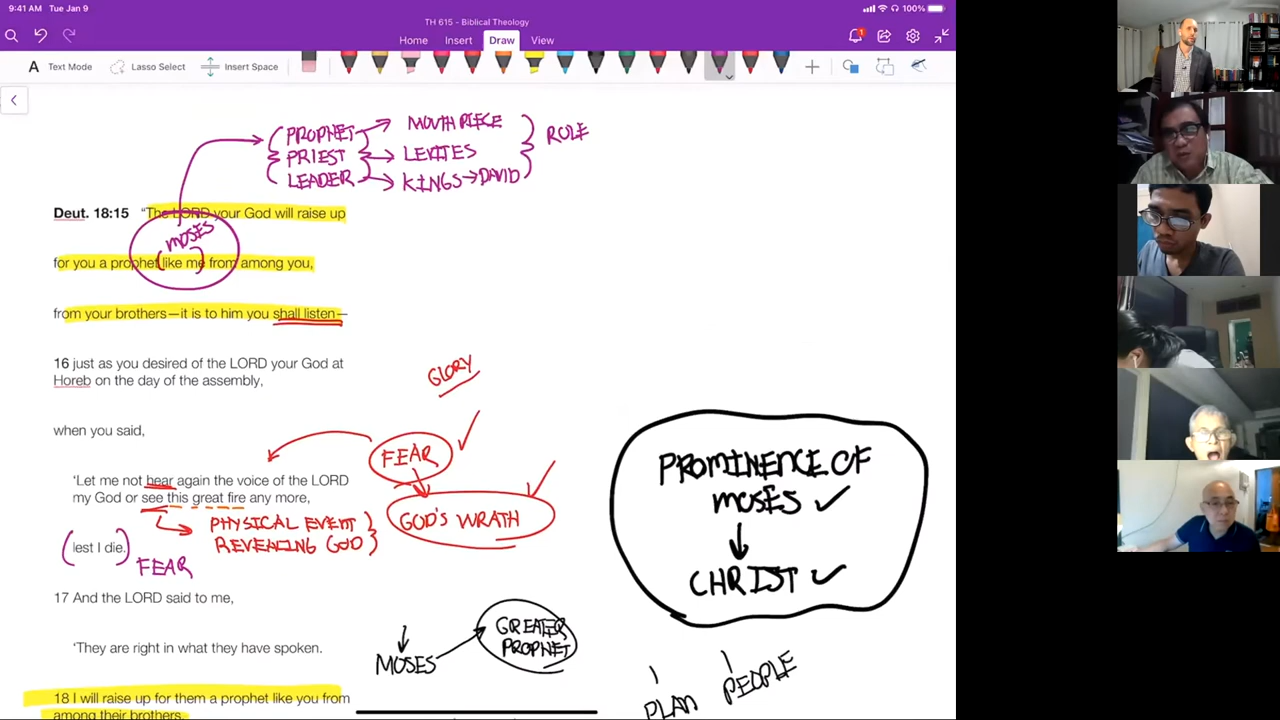 9:41 AM Tue Jan 9
100%
TH 615 - Biblical Theology
Home Insert Draw View
1
A Text Mode Lasso Select Insert Space
PROPHET → MOUTH PIECE
PRIEST → LEVITES
LEADER → KINGS → DAVID
ROLE
Deut. 18:15 “The LORD your God will raise up
(MOSES)
for you a prophet like me from among you,
from your brothers—it is to him you shall listen—
16 just as you desired of the LORD your God at
Horeb on the day of the assembly,
when you said,
GLORY
FEAR
‘Let me not hear again the voice of the LORD
my God or see this great fire any more,
GOD'S WRATH
PHYSICAL EVENT
REVEALING GOD
lest I die.
FEAR
PROMINENCE OF
MOSES ✓
↓
CHRIST ✓
17 And the LORD said to me,
‘They are right in what they have spoken.
MOSES
GREATER
PROPHET
PLAN PEOPLE
18 I will raise up for them a prophet like you from
among their brothers.